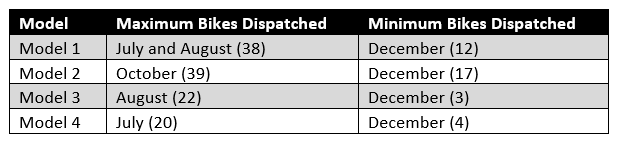 Model Maximum Bikes Dispatched Minimum Bikes Dispatched
Model 1 July and August (38) December (12)
Model 2 October (39) December (17)
Model 3 August (22) December (3)
Model 4 July (20) December (4)